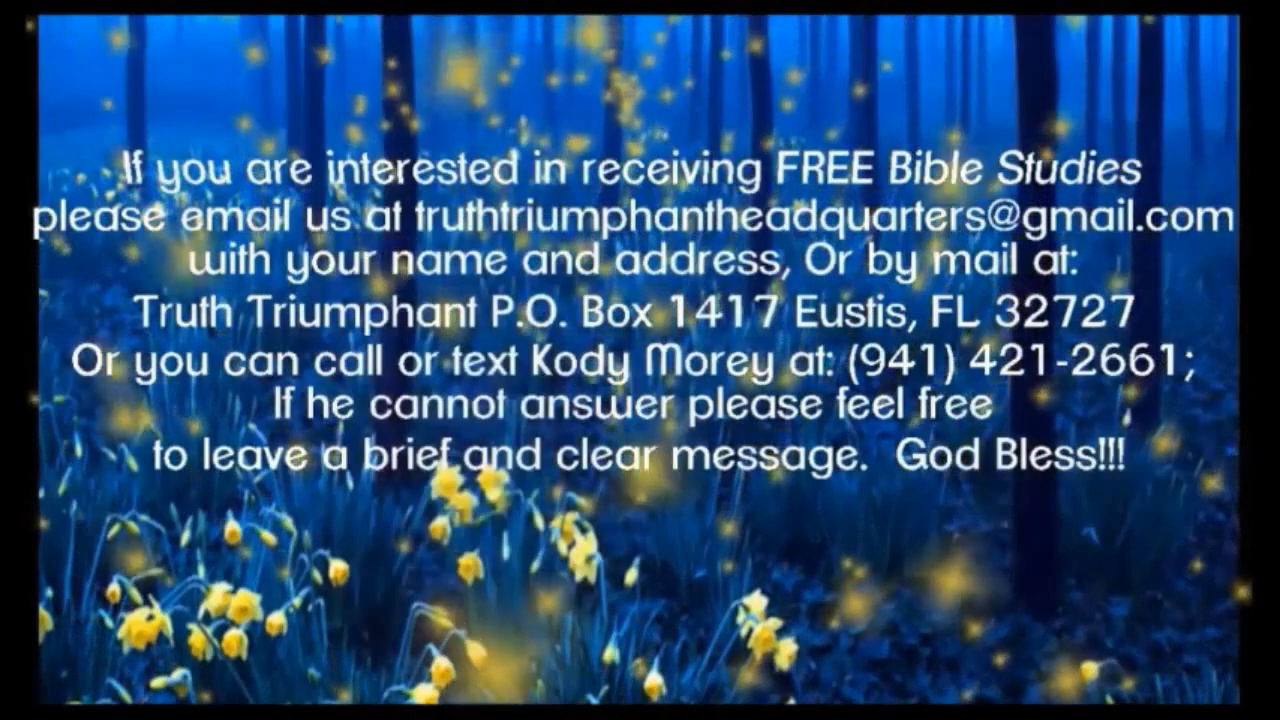 If you are interested in receiving FREE Bible Studies
please email us at truthtriumphantheadquarters@gmail.com
with your name and address, Or by mail at:
Truth Triumphant P.O. Box 1417 Eustis, FL 32727
Or you can call or text Kody Morey at: (941) 421-2661;
If he cannot answer please feel free
to leave a brief and clear message.  God Bless!!!